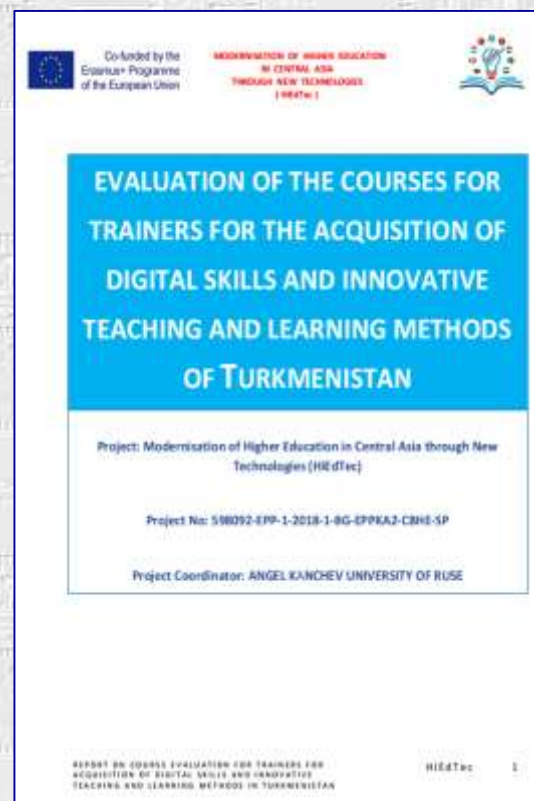 Co-funded by the
Erasmus+ Programme
of the European Union
MODERNISATION OF HIGHER EDUCATION
IN CENTRAL ASIA
THROUGH NEW TECHNOLOGIES
( HiEdTec )
EVALUATION OF THE COURSES FOR
TRAINERS FOR THE ACQUISITION OF
DIGITAL SKILLS AND INNOVATIVE
TEACHING AND LEARNING METHODS
OF TURKMENISTAN
Project: Modernisation of Higher Education in Central Asia through New
Technologies (HiEdTec)
Project No: 598092-EPP-1-2018-1-BG-EPPKA2-CBHE-SP
Project Coordinator: ANGEL KANCHEV UNIVERSITY OF RUSE
REPORT ON COURSE EVALUATION FOR TRAINERS FOR
ACQUISITION OF DIGITAL SKILLS AND INNOVATIVE
TEACHING AND LEARNING METHODS IN TURKMENISTAN
HiEdTec 1